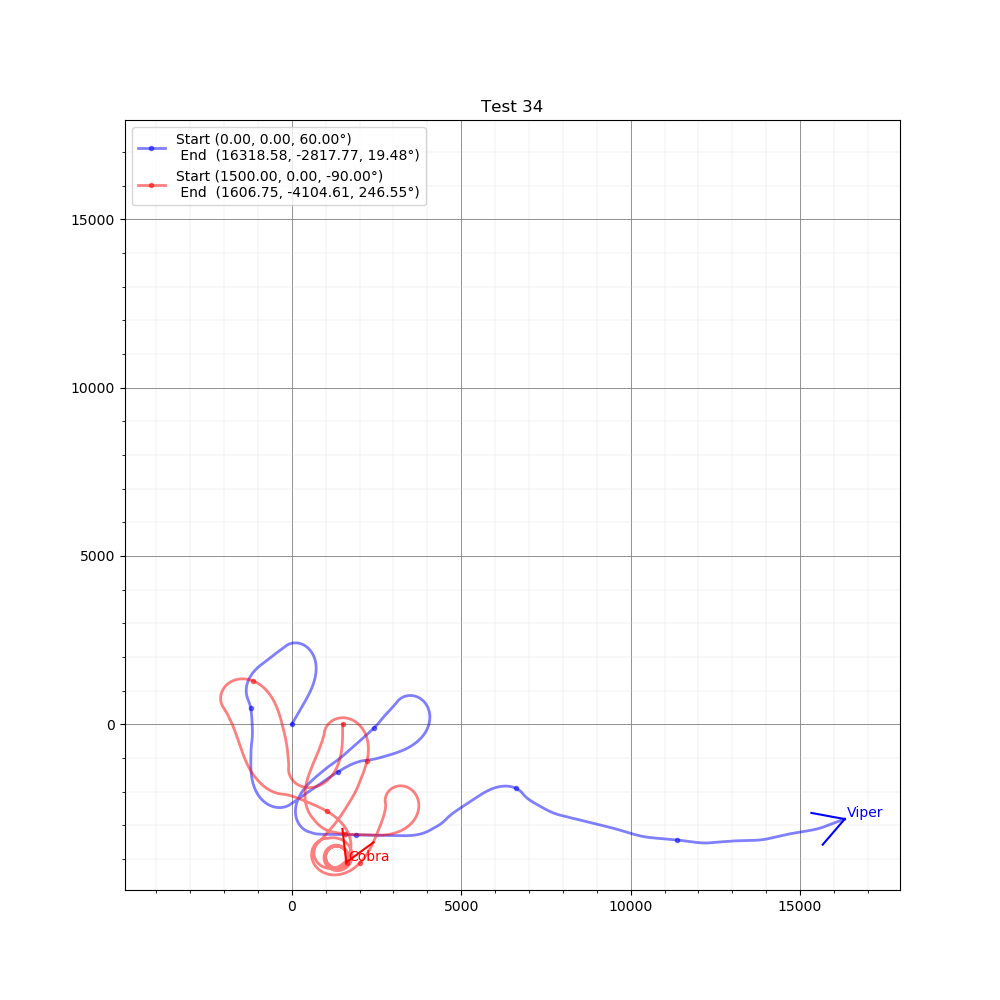 Test 34
Start (0.00, 0.00, 60.00°)
End  (16318.58, -2817.77, 19.48°)
Start (1500.00, 0.00, -90.00°)
End  (1606.75, -4104.61, 246.55°)
15000
10000
5000
0
Viper
Cobra
0
5000
10000
15000